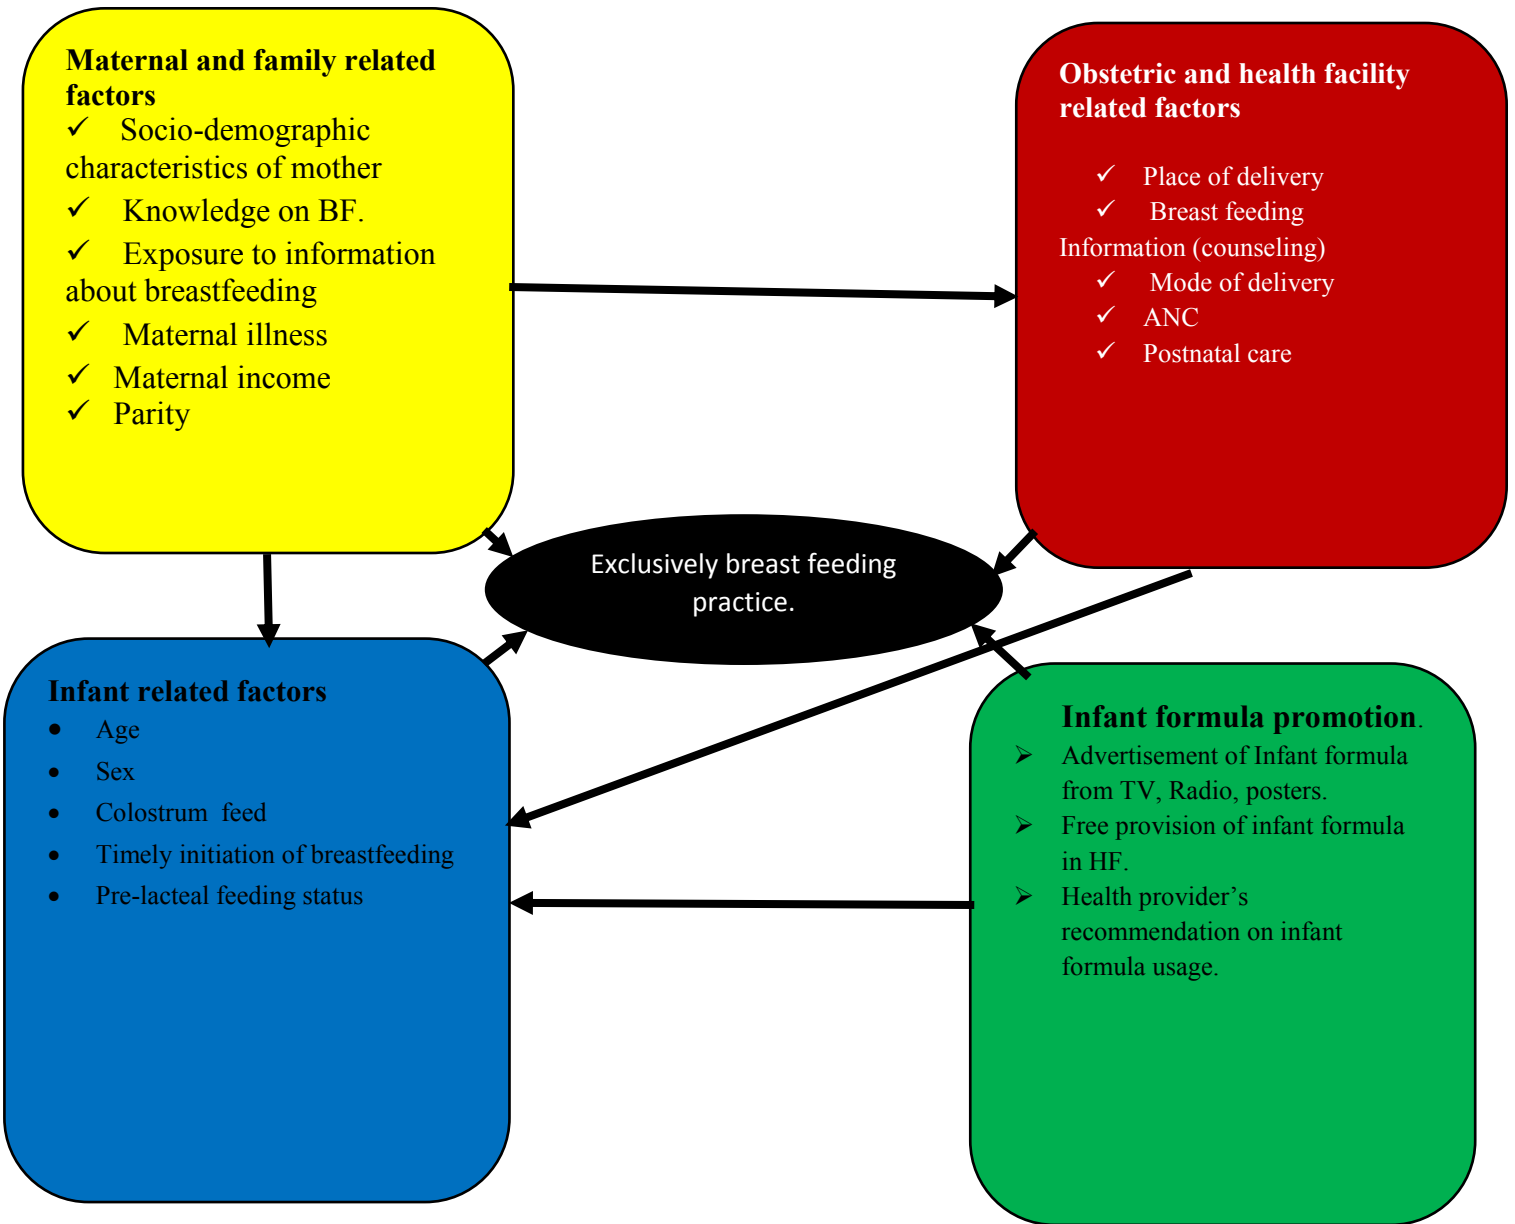 Maternal and family related
factors
✓ Socio-demographic
characteristics of mother
✓ Knowledge on BF.
✓ Exposure to information
about breastfeeding
✓ Maternal illness
✓ Maternal income
✓ Parity
Obstetric and health facility
related factors
✓ Place of delivery
✓ Breast feeding
Information (counseling)
✓ Mode of delivery
✓ ANC
✓ Postnatal care
Exclusively breast feeding
practice.
Infant related factors
• Age
• Sex
• Colostrum feed
• Timely initiation of breastfeeding
• Pre-lacteal feeding status
Infant formula promotion.
➢ Advertisement of Infant formula
from TV, Radio, posters.
➢ Free provision of infant formula
in HF.
➢ Health provider’s
recommendation on infant
formula usage.